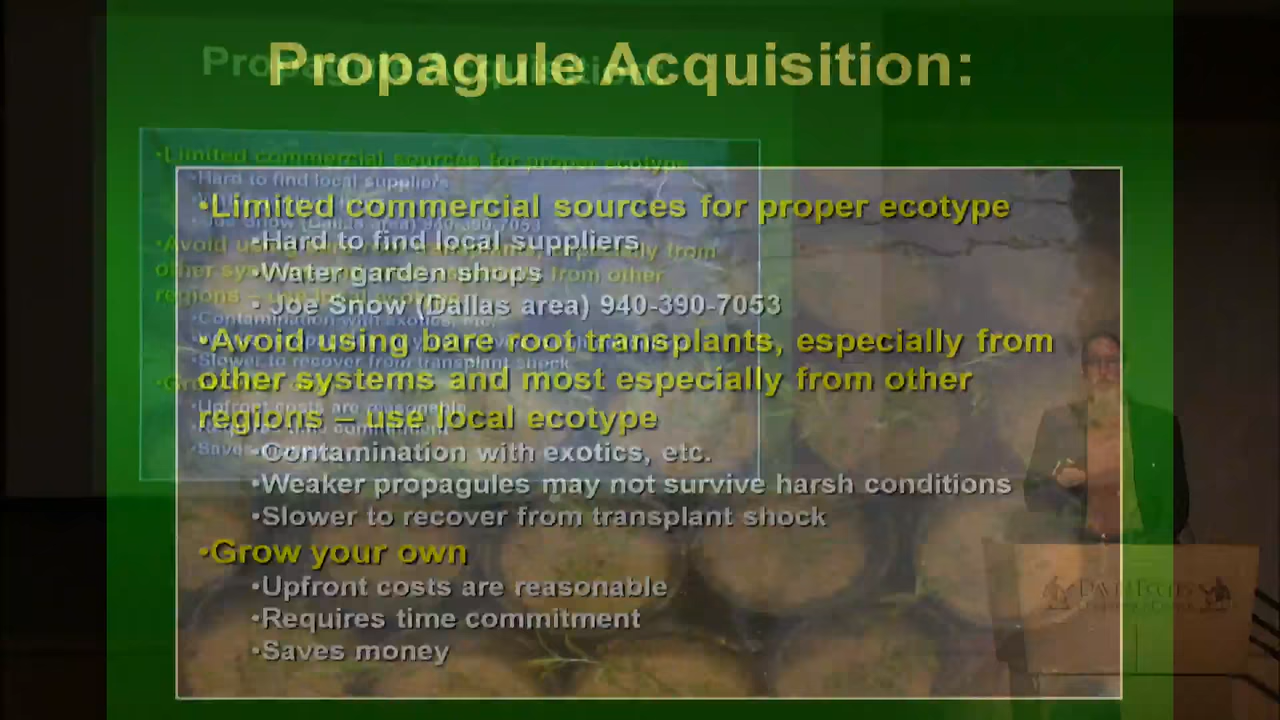 Propagule Acquisition:
•Limited commercial sources for proper ecotype
•Hard to find local suppliers
•Water garden shops
•Joe Snow (Dallas area) 940-390-7053
•Avoid using bare root transplants, especially from
other systems and most especially from other
regions – use local ecotype
•Contamination with exotics, etc.
•Weaker propagules may not survive harsh conditions
•Slower to recover from transplant shock
•Grow your own
•Upfront costs are reasonable
•Requires time commitment
•Saves money